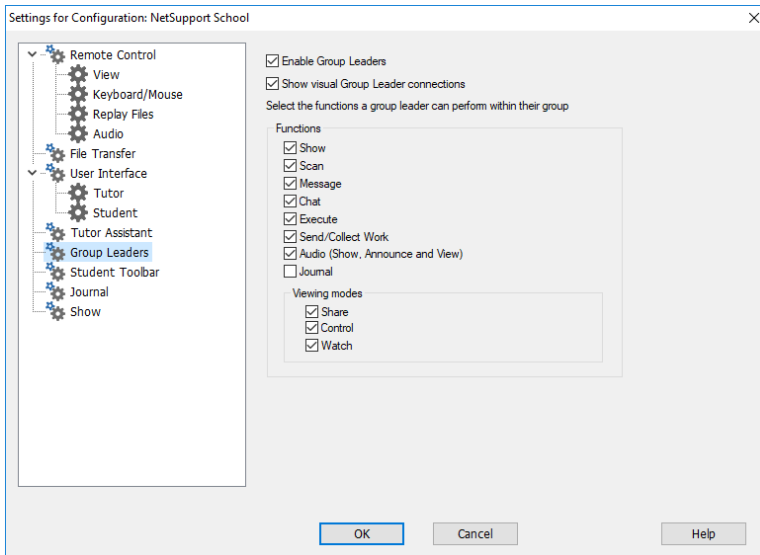 Settings for Configuration: NetSupport School
Remote Control
View
Keyboard/Mouse
Replay Files
Audio
File Transfer
User Interface
Tutor
Student
Tutor Assistant
Group Leaders
Student Toolbar
Journal
Show
Enable Group Leaders
Show visual Group Leader connections
Select the functions a group leader can perform within their group
Functions
Show
Scan
Message
Chat
Execute
Send/Collect Work
Audio (Show, Announce and View)
Journal
Viewing modes
Share
Control
Watch
OK Cancel Help